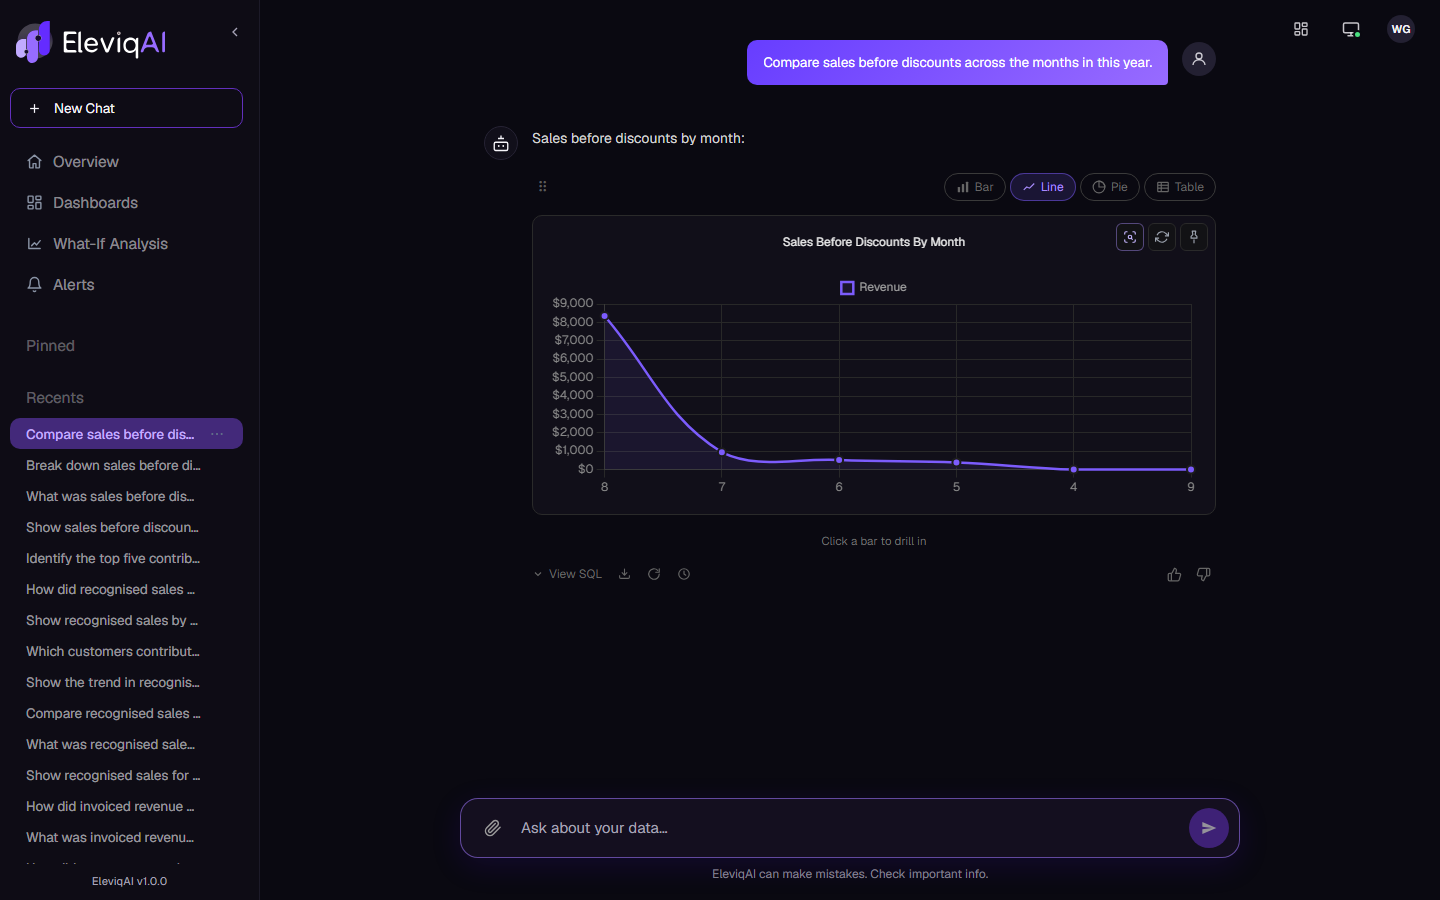 EleviqAI
New Chat
Overview
Dashboards
What-If Analysis
Alerts
Pinned
Recents
Compare sales before dis...
Break down sales before di...
What was sales before dis...
Show sales before discoun...
Identify the top five contrib...
How did recognised sales ...
Show recognised sales by ...
Which customers contribut...
Show the trend in recognis...
Compare recognised sales ...
What was recognised sale...
Show recognised sales for ...
How did invoiced revenue ...
What was invoiced revenu...
EleviqAI v1.0.0
WG
Compare sales before discounts across the months in this year.
Sales before discounts by month:
Bar
Line
Pie
Table
Sales Before Discounts By Month
Revenue
$9,000
$8,000
$7,000
$6,000
$5,000
$4,000
$3,000
$2,000
$1,000
$0
8 7 6 5 4 9
Click a bar to drill in
View SQL
Ask about your data...
EleviqAI can make mistakes. Check important info.